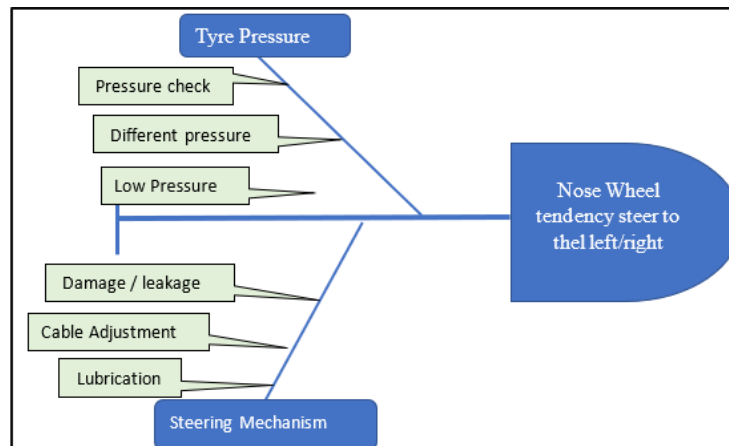 Tyre Pressure
Pressure check
Different pressure
Low Pressure
Nose Wheel
tendency steer to
thel left/right
Damage / leakage
Cable Adjustment
Lubrication
Steering Mechanism